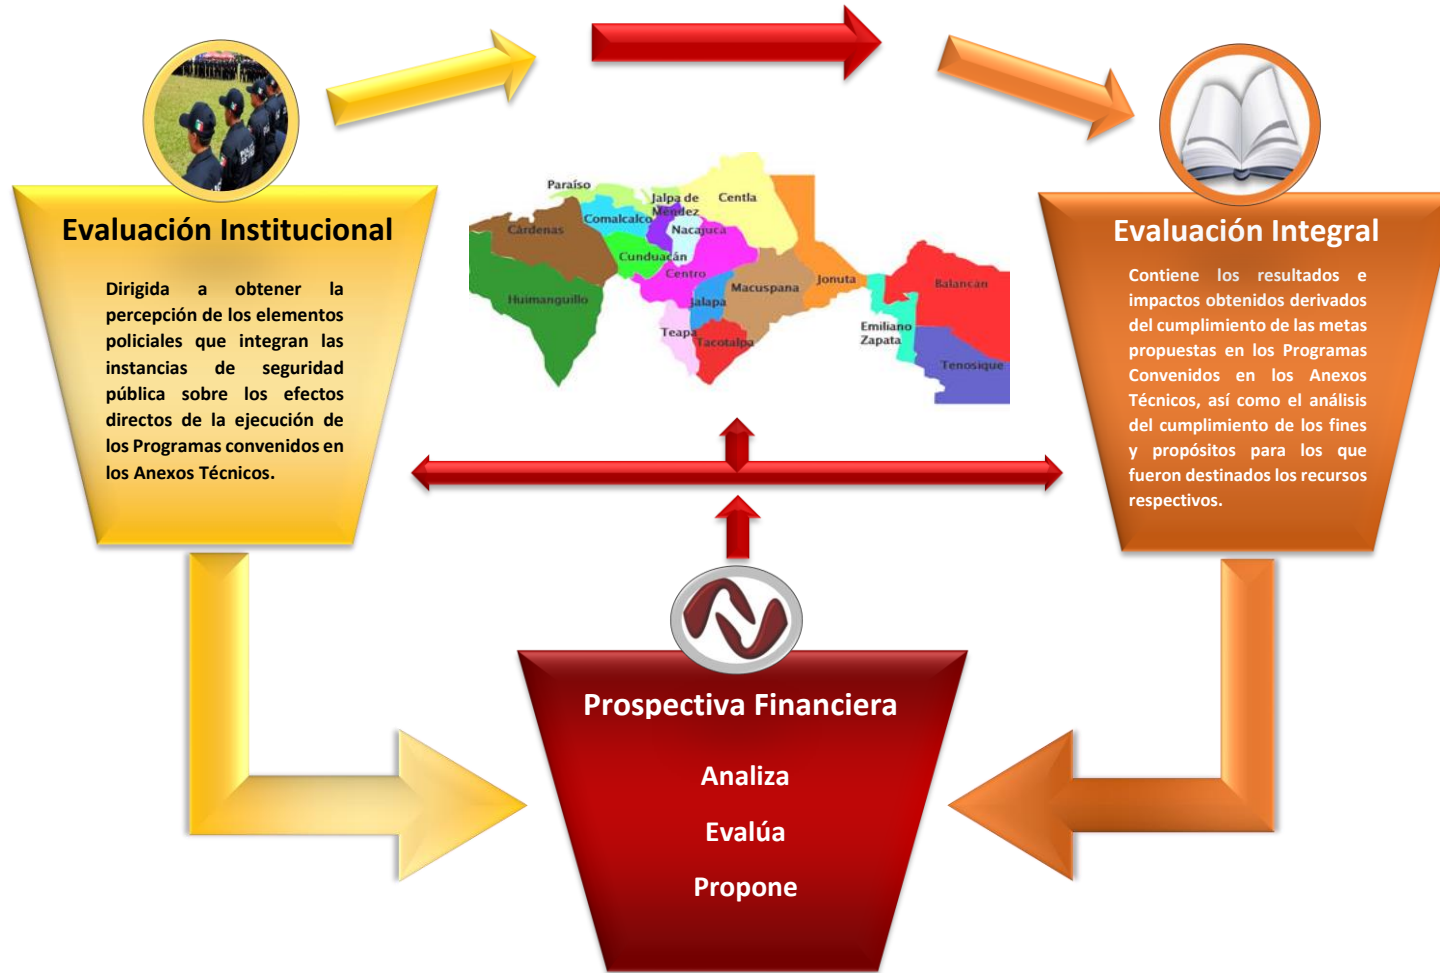 Evaluación Institucional
Dirigida a obtener la
percepción de los elementos
policiales que integran las
instancias de seguridad
pública sobre los efectos
directos de la ejecución de
los Programas convenidos en
los Anexos Técnicos.
Paraíso
Jalpa de
Méndez
Centla
Comalcalco
Cárdenas
Nacajuca
Cunduacán
Centro
Huimanguillo
Jalapa
Macuspana
Jonuta
Balancán
Teapa
Tacotalpa
Emiliano
Zapata
Tenosique
Evaluación Integral
Contiene los resultados e
impactos obtenidos derivados
del cumplimiento de las metas
propuestas en los Programas
Convenidos en los Anexos
Técnicos, así como el análisis
del cumplimiento de los fines
y propósitos para los que
fueron destinados los recursos
respectivos.
Prospectiva Financiera
Analiza
Evalúa
Propone